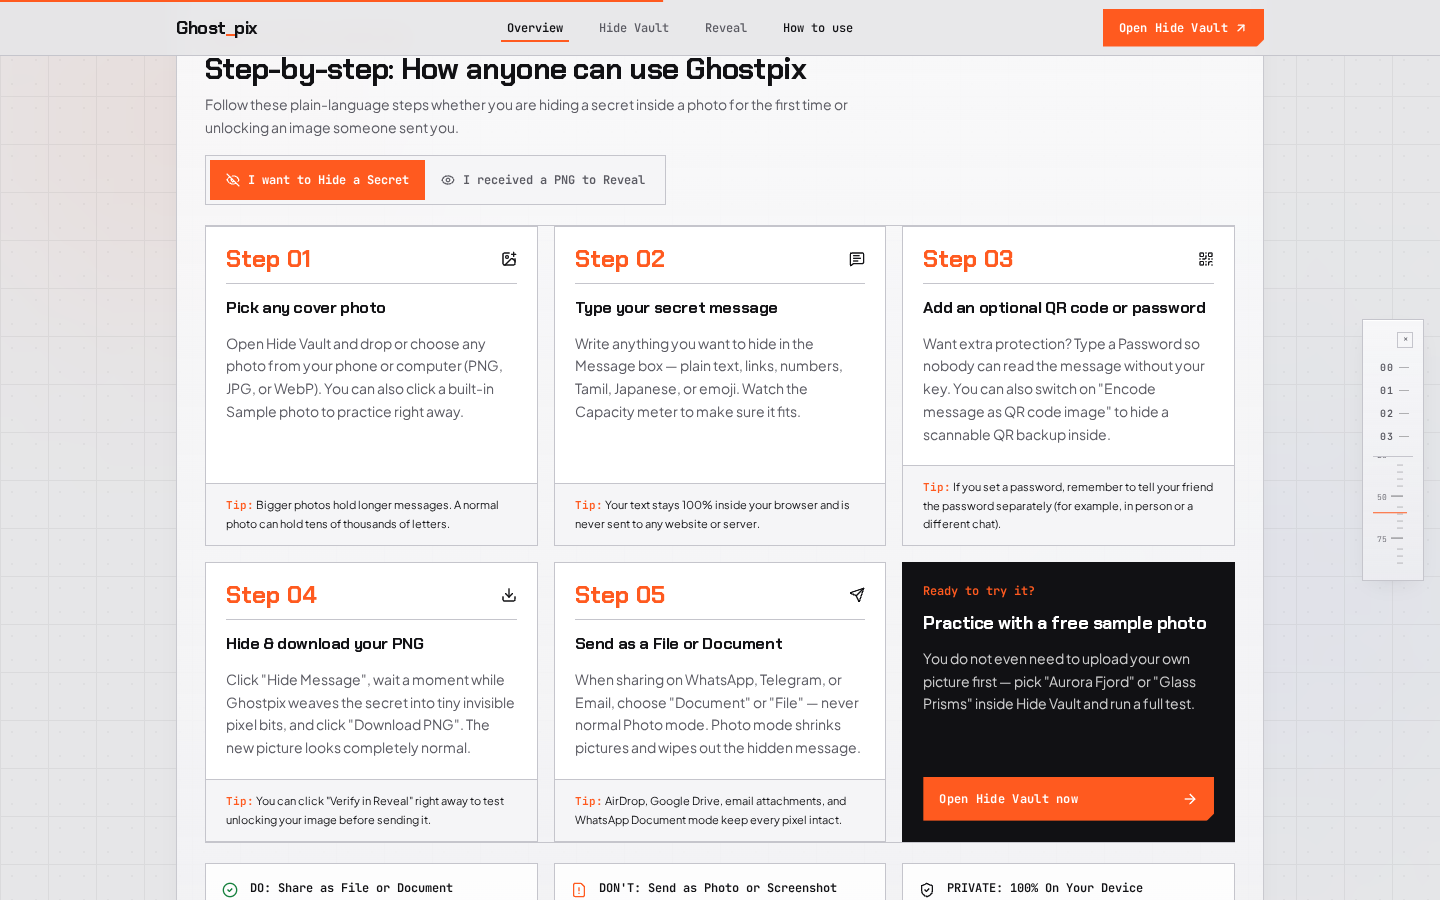 Ghost_pix
Overview
Hide Vault
Reveal
How to use
Open Hide Vault
Step-by-step: How anyone can use Ghostpix
Follow these plain-language steps whether you are hiding a secret inside a photo for the first time or
unlocking an image someone sent you.
I want to Hide a Secret
I received a PNG to Reveal
Step 01
Pick any cover photo
Open Hide Vault and drop or choose any
photo from your phone or computer (PNG,
JPG, or WebP). You can also click a built-in
Sample photo to practice right away.
Tip: Bigger photos hold longer messages. A normal
photo can hold tens of thousands of letters.
Step 02
Type your secret message
Write anything you want to hide in the
Message box — plain text, links, numbers,
Tamil, Japanese, or emoji. Watch the
Capacity meter to make sure it fits.
Tip: Your text stays 100% inside your browser and is
never sent to any website or server.
Step 03
Add an optional QR code or password
Want extra protection? Type a Password so
nobody can read the message without your
key. You can also switch on "Encode
message as QR code image" to hide a
scannable QR backup inside.
Tip: If you set a password, remember to tell your friend
the password separately (for example, in person or a
different chat).
Step 04
Hide & download your PNG
Click "Hide Message", wait a moment while
Ghostpix weaves the secret into tiny invisible
pixel bits, and click "Download PNG". The
new picture looks completely normal.
Tip: You can click "Verify in Reveal" right away to test
unlocking your image before sending it.
Step 05
Send as a File or Document
When sharing on WhatsApp, Telegram, or
Email, choose "Document" or "File" — never
normal Photo mode. Photo mode shrinks
pictures and wipes out the hidden message.
Tip: AirDrop, Google Drive, email attachments, and
WhatsApp Document mode keep every pixel intact.
Ready to try it?
Practice with a free sample photo
You do not even need to upload your own
picture first — pick "Aurora Fjord" or "Glass
Prisms" inside Hide Vault and run a full test.
Open Hide Vault now
DO: Share as File or Document
DON'T: Send as Photo or Screenshot
PRIVATE: 100% On Your Device
00
01
02
03
50
75